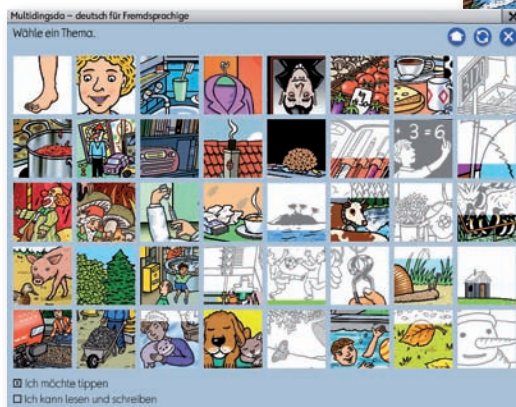 Multidingsda – deutsch für Fremdsprachige
Wähle ein Thema.
3 = 6
Ich möchte tippen
Ich kann lesen und schreiben